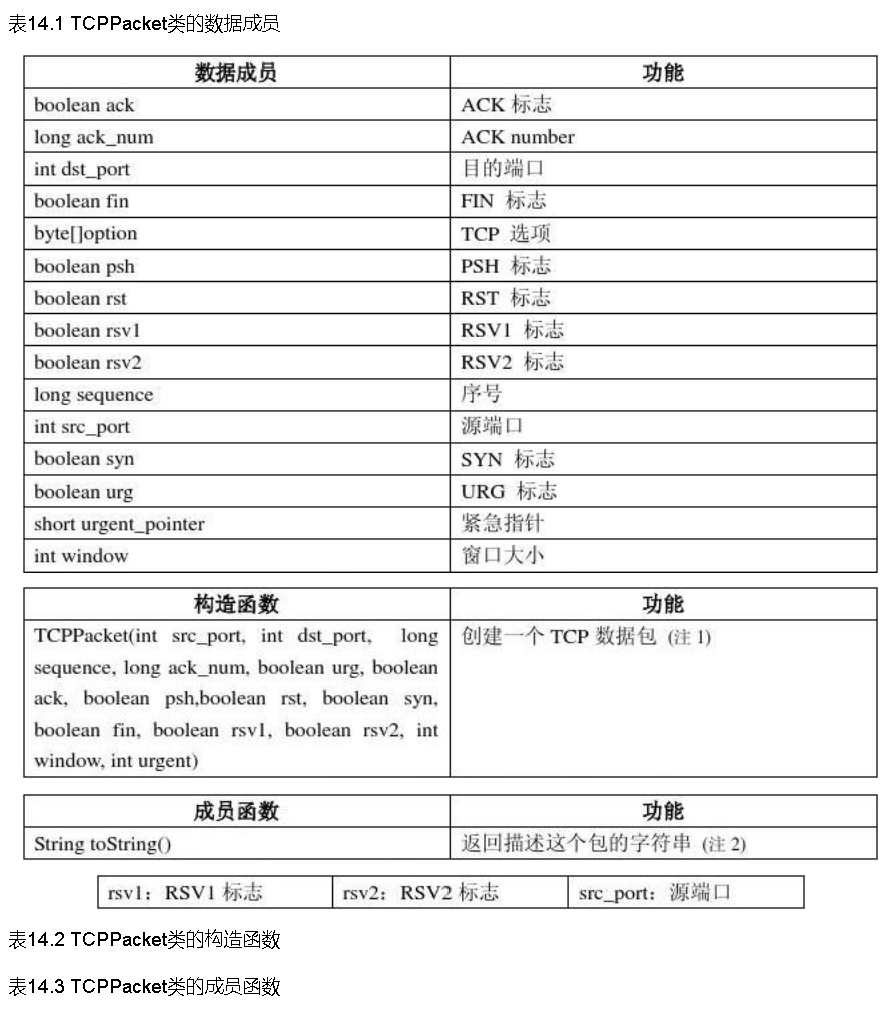 表14.1 TCPPacket类的数据成员
数据成员 功能
boolean ack ACK 标志
long ack_num ACK number
int dst_port 目的端口
boolean fin FIN 标志
byte[]option TCP 选项
boolean psh PSH 标志
boolean rst RST 标志
boolean rsv1 RSV1 标志
boolean rsv2 RSV2 标志
long sequence 序号
int src_port 源端口
boolean syn SYN 标志
boolean urg URG 标志
short urgent_pointer 紧急指针
int window 窗口大小
构造函数 功能
TCPPacket(int src_port, int dst_port, long 创建一个 TCP 数据包 (注 1)
sequence, long ack_num, boolean urg, boolean
ack, boolean psh,boolean rst, boolean syn,
boolean fin, boolean rsv1, boolean rsv2, int
window, int urgent)
成员函数 功能
String toString() 返回描述这个包的字符串 (注 2)
rsv1：RSV1 标志 rsv2：RSV2 标志 src_port：源端口
表14.2 TCPPacket类的构造函数
表14.3 TCPPacket类的成员函数